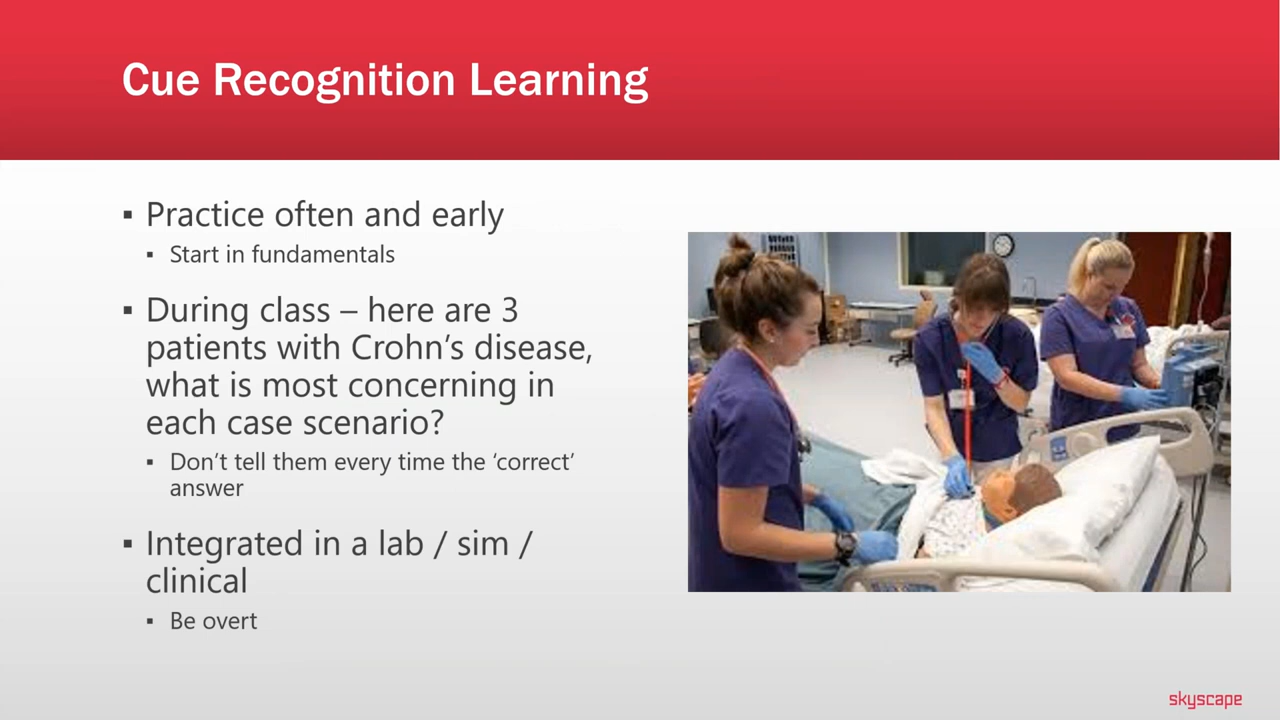 Cue Recognition Learning
▪ Practice often and early
▪ Start in fundamentals
▪ During class – here are 3
patients with Crohn’s disease,
what is most concerning in
each case scenario?
▪ Don’t tell them every time the ‘correct’
answer
▪ Integrated in a lab / sim /
clinical
▪ Be overt
skyscape